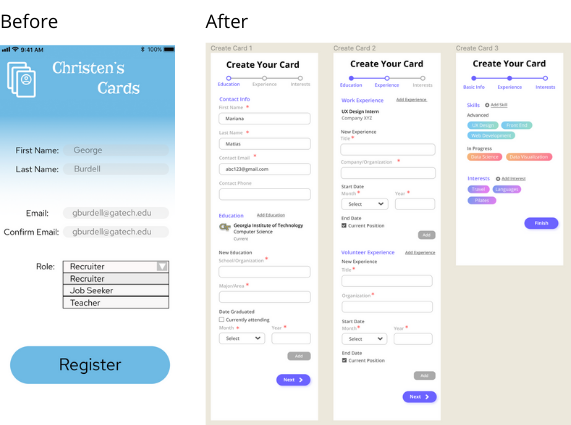 Before
After
9:41 AM
100%
Christen's
Cards
First Name: George
Last Name: Burdell
Email: gburdell@gatech.edu
Confirm Email: gburdell@gatech.edu
Role: Recruiter
Recruiter
Job Seeker
Teacher
Register
Create Card 1
Create Your Card
Education Experience Interests
Contact Info
First Name *
Mariana
Last Name *
Matias
Contact Email *
abc123@gmail.com
Contact Phone
Education Add Education
Georgia Institute of Technology
Computer Science
Current
New Education
School/Organization *
Major/Area *
Date Graduated
Currently attending
Month * Year *
Select
Add
Next >
Create Card 2
Create Your Card
Education Experience Interests
Work Experience Add Experience
UX Design Intern
Company XYZ
New Experience
Title *
Company/Organization *
Start Date
Month * Year *
Select
End Date
Current Position
Add
Volunteer Experience Add Experience
New Experience
Title *
Organization *
Start Date
Month * Year *
Select
End Date
Current Position
Add
Next >
Create Card 3
Create Your Card
Basic Info Experience Interests
Skills Add Skill
Advanced
UX Design Front End
Web Development
In Progress
Data Science Data Visualization
Interests Add Interest
Travel Languages
Pilates
Finish